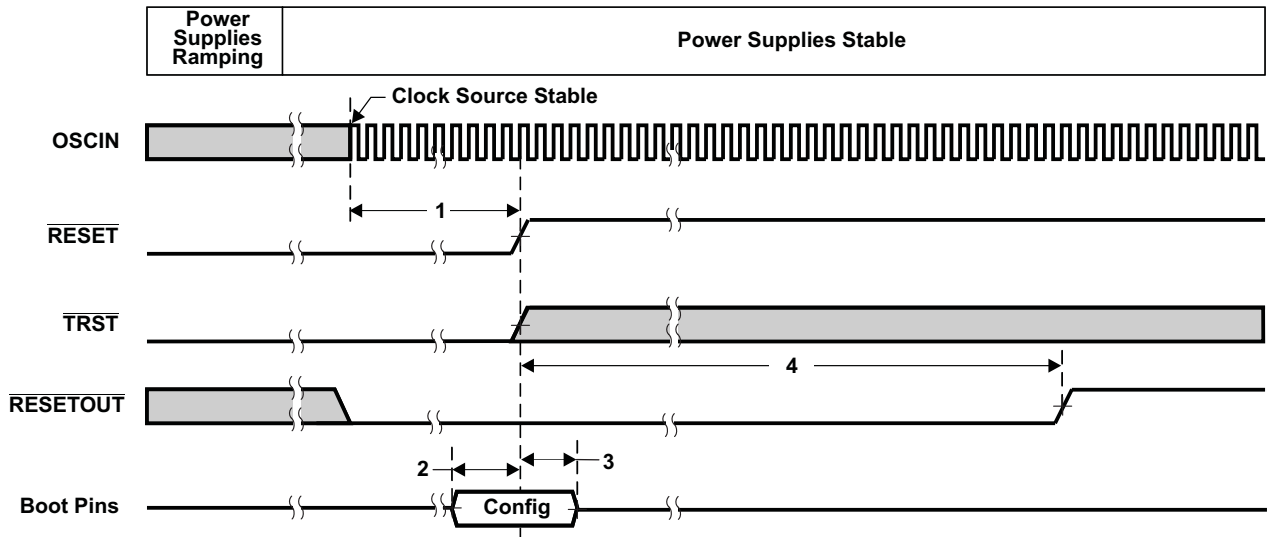 Power
Supplies
Ramping
Power Supplies Stable
Clock Source Stable
OSCIN
1
RESET
TRST
4
RESETOUT
2
3
Boot Pins
Config